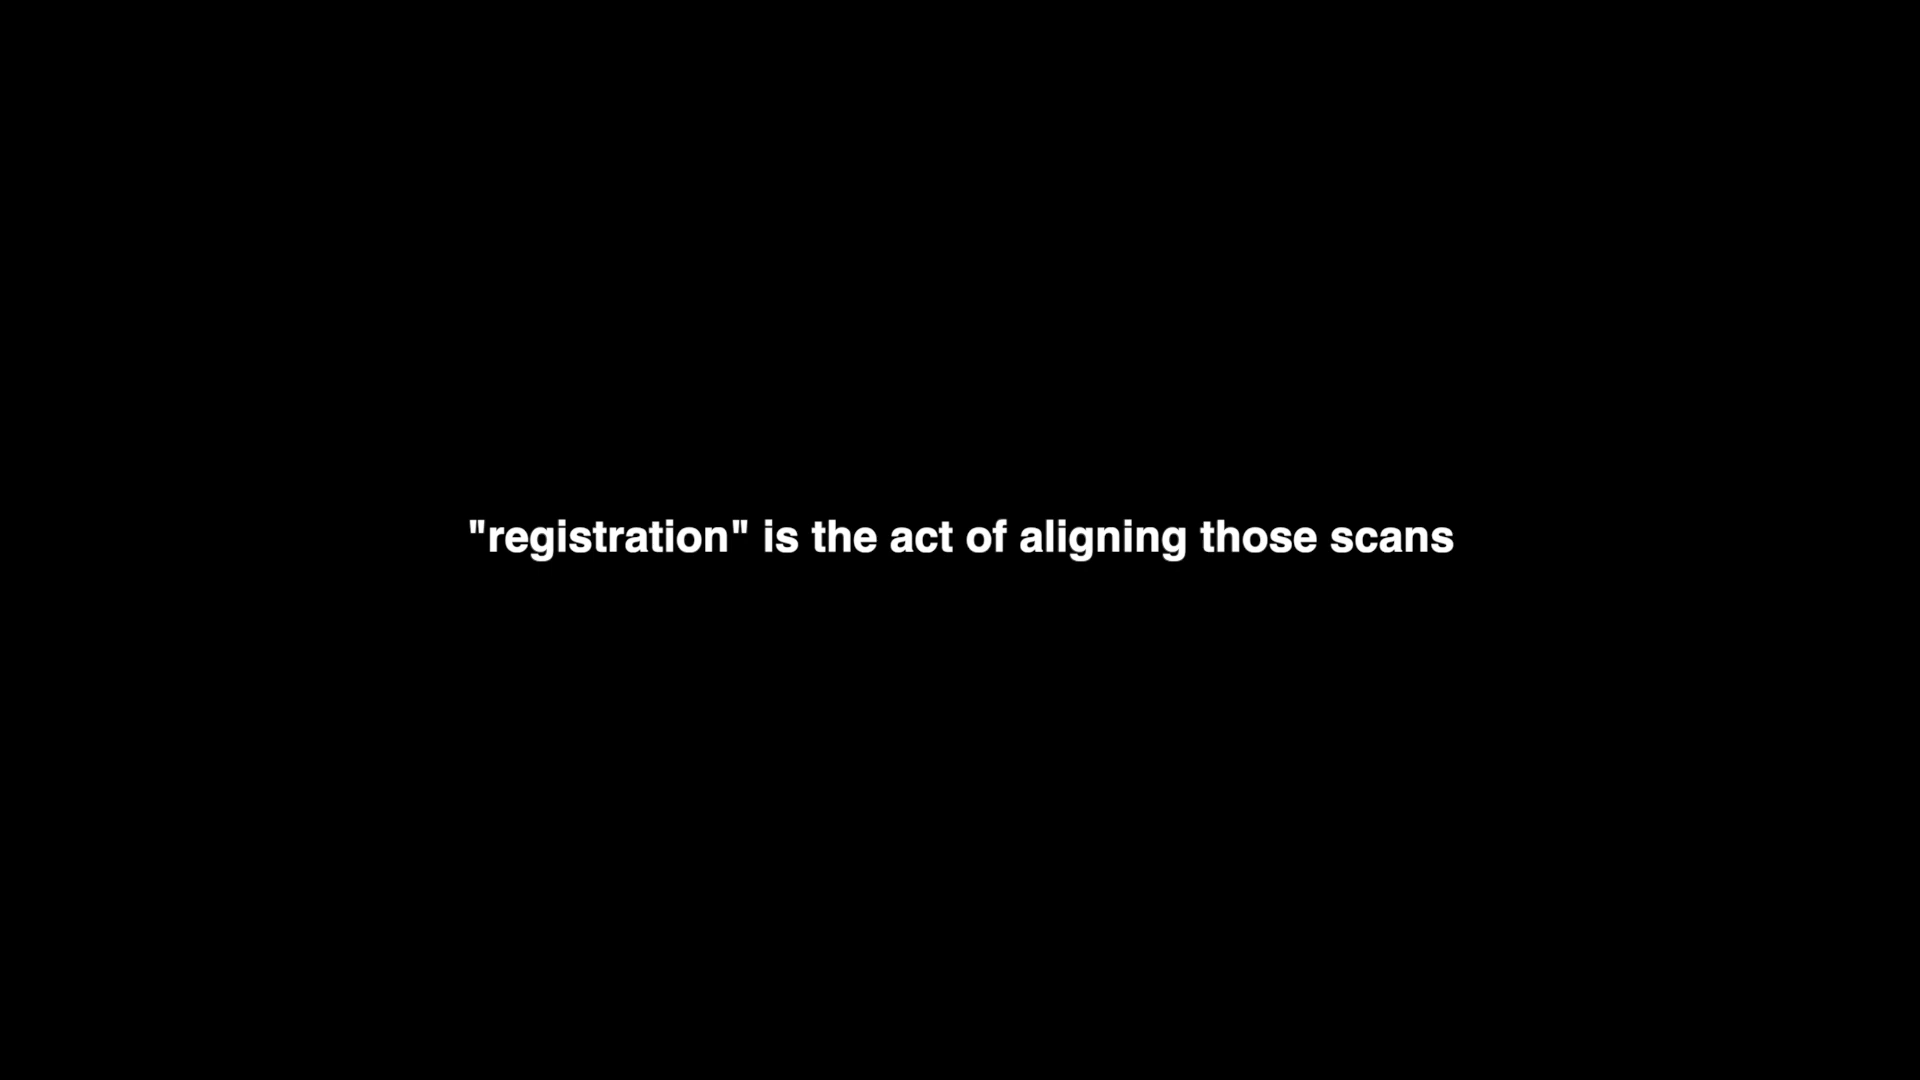 "registration" is the act of aligning those scans